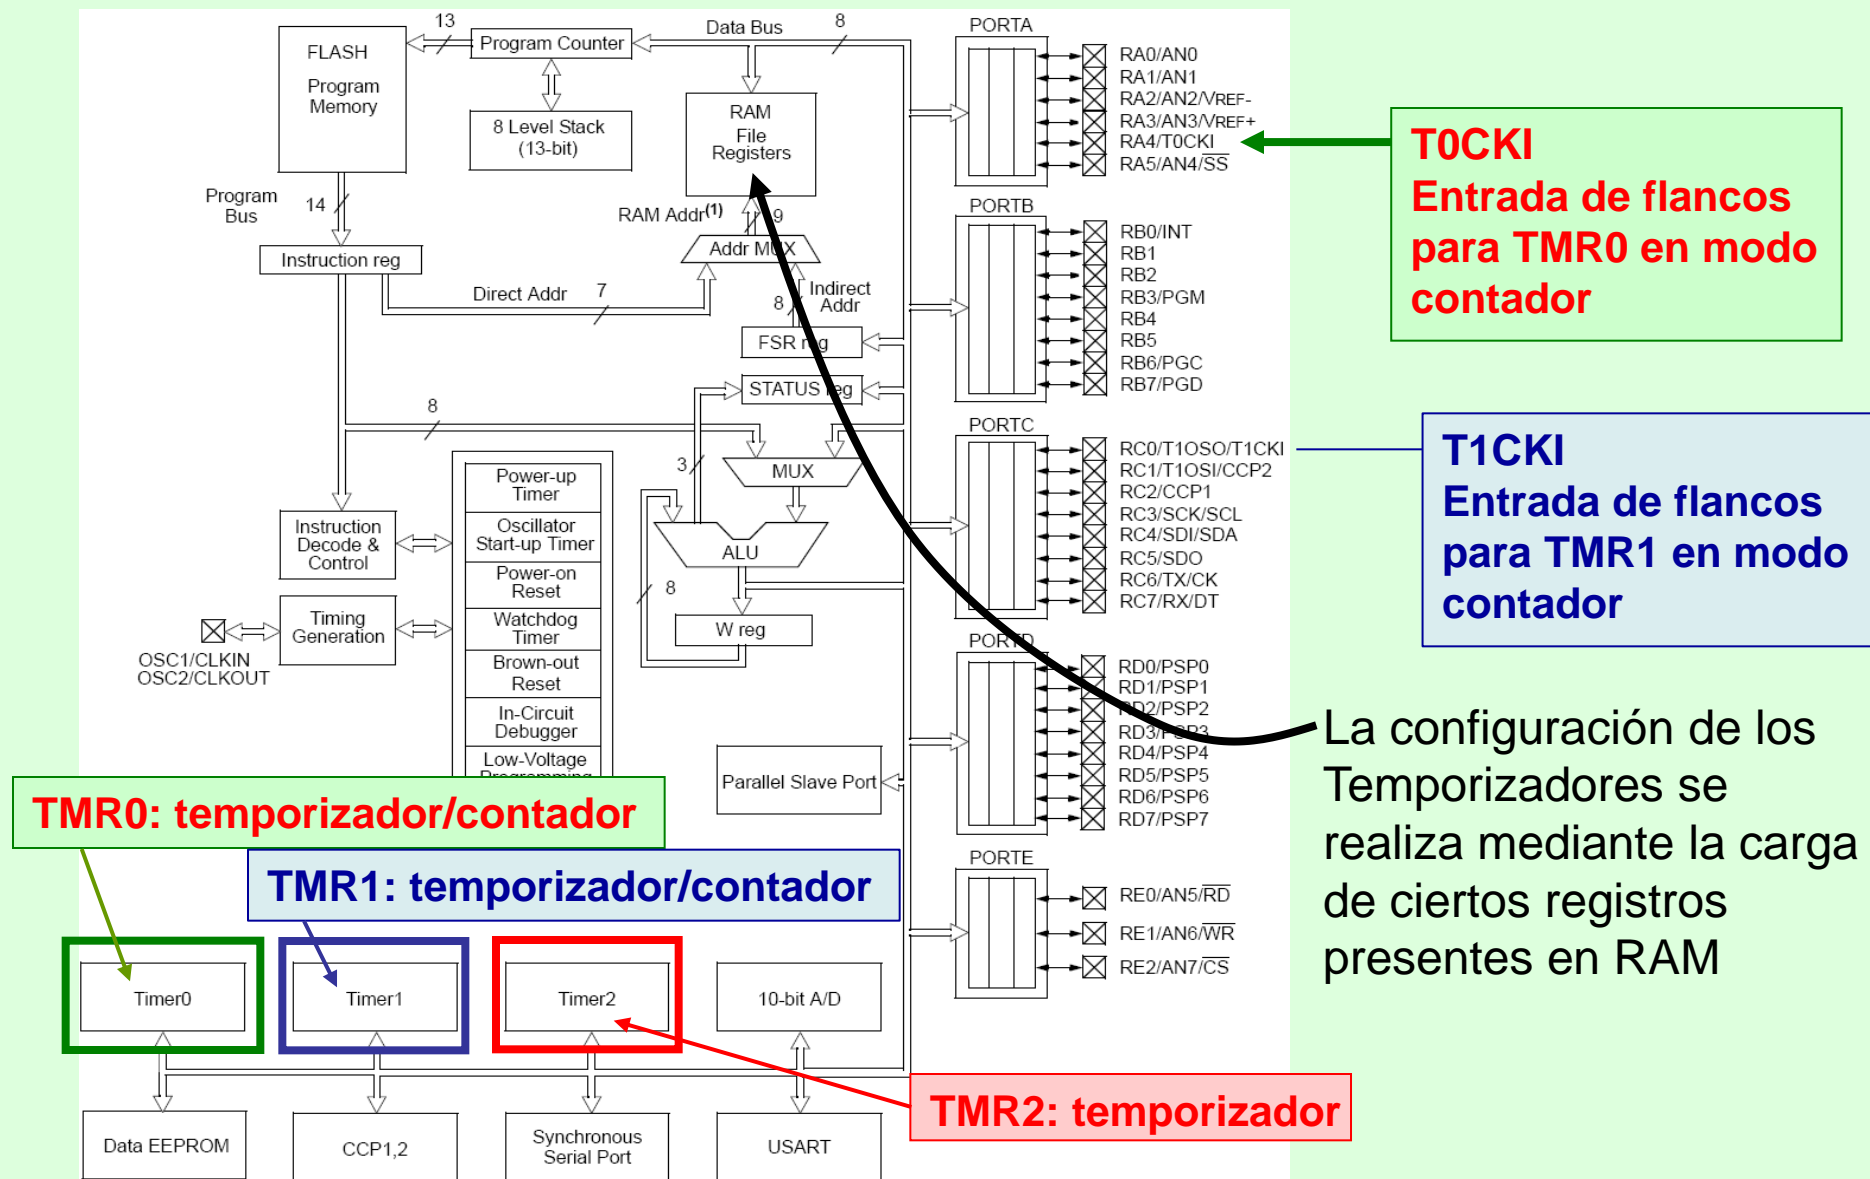 13
Data Bus
8
PORTA
FLASH
Program
Memory
Program Counter
8 Level Stack
(13-bit)
RAM
File
Registers
RA0/AN0
RA1/AN1
RA2/AN2/VREF-
RA3/AN3/VREF+
RA4/T0CKI
RA5/AN4/SS
T0CKI
Entrada de flancos
para TMR0 en modo
contador
Program
Bus
14
RAM Addr(1)
9
PORTB
Addr MUX
Instruction reg
Direct Addr
7
8
Indirect
Addr
FSR reg
STATUS reg
RB0/INT
RB1
RB2
RB3/PGM
RB4
RB5
RB6/PGC
RB7/PGD
8
3
MUX
PORTC
RC0/T1OSO/T1CKI
RC1/T1OSI/CCP2
RC2/CCP1
RC3/SCK/SCL
RC4/SDI/SDA
RC5/SDO
RC6/TX/CK
RC7/RX/DT
T1CKI
Entrada de flancos
para TMR1 en modo
contador
Power-up
Timer
Oscillator
Start-up Timer
Power-on
Reset
Watchdog
Timer
Brown-out
Reset
In-Circuit
Debugger
Low-Voltage
Programming
Instruction
Decode &
Control
Timing
Generation
OSC1/CLKIN
OSC2/CLKOUT
ALU
8
W reg
PORTD
RD0/PSP0
RD1/PSP1
RD2/PSP2
RD3/PSP3
RD4/PSP4
RD5/PSP5
RD6/PSP6
RD7/PSP7
Parallel Slave Port
La configuración de los
Temporizadores se
realiza mediante la carga
de ciertos registros
presentes en RAM
TMR0: temporizador/contador
TMR1: temporizador/contador
PORTE
RE0/AN5/RD
RE1/AN6/WR
RE2/AN7/CS
Timer0
Timer1
Timer2
10-bit A/D
TMR2: temporizador
Data EEPROM
CCP1,2
Synchronous
Serial Port
USART